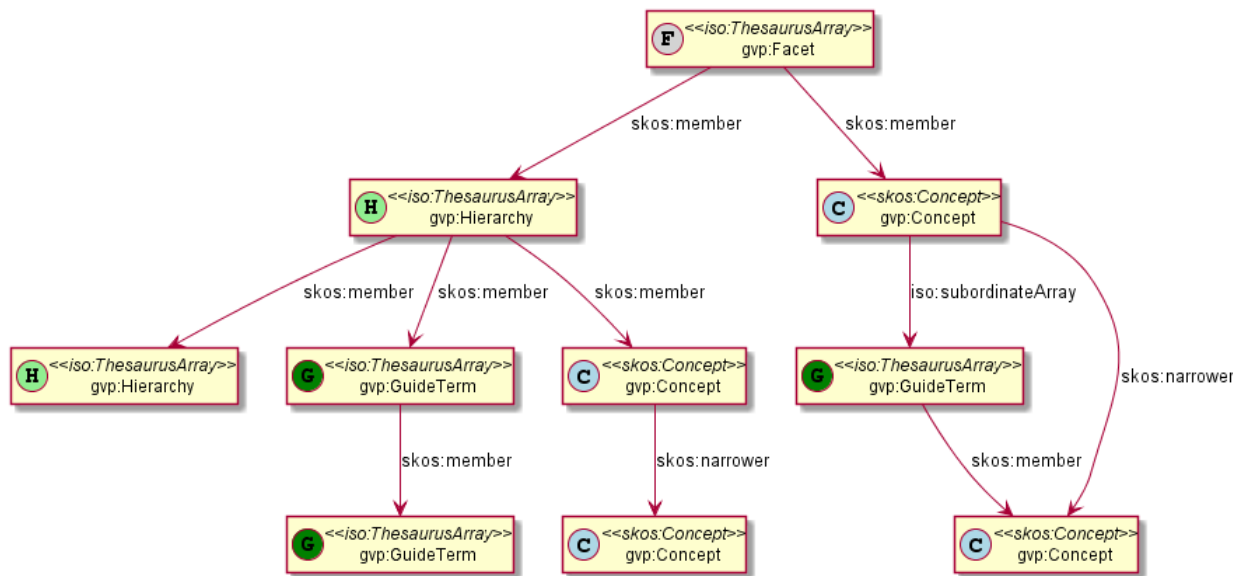 F
<<iso:ThesaurusArray>>
gvp:Facet
skos:member
skos:member
H
<<iso:ThesaurusArray>>
gvp:Hierarchy
C
<<skos:Concept>>
gvp:Concept
skos:member
skos:member
skos:member
iso:subordinateArray
skos:narrower
H
<<iso:ThesaurusArray>>
gvp:Hierarchy
G
<<iso:ThesaurusArray>>
gvp:GuideTerm
C
<<skos:Concept>>
gvp:Concept
G
<<iso:ThesaurusArray>>
gvp:GuideTerm
skos:member
skos:narrower
skos:member
G
<<iso:ThesaurusArray>>
gvp:GuideTerm
C
<<skos:Concept>>
gvp:Concept
C
<<skos:Concept>>
gvp:Concept